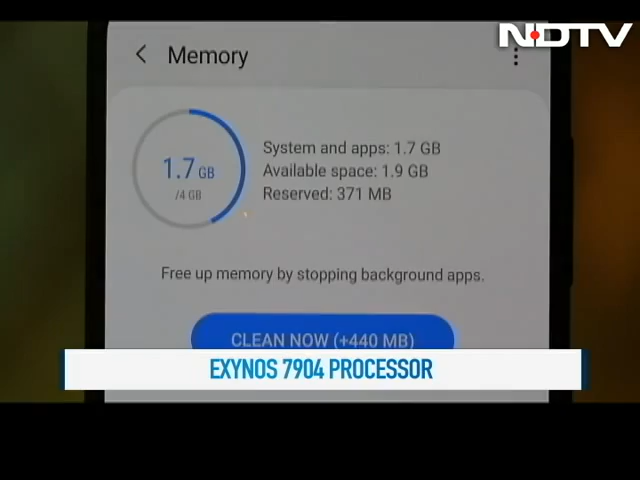 NDTV
Memory
1.7 GB
/4 GB
System and apps: 1.7 GB
Available space: 1.9 GB
Reserved: 371 MB
Free up memory by stopping background apps.
CLEAN NOW (+440 MB)
EXYNOS 7904 PROCESSOR